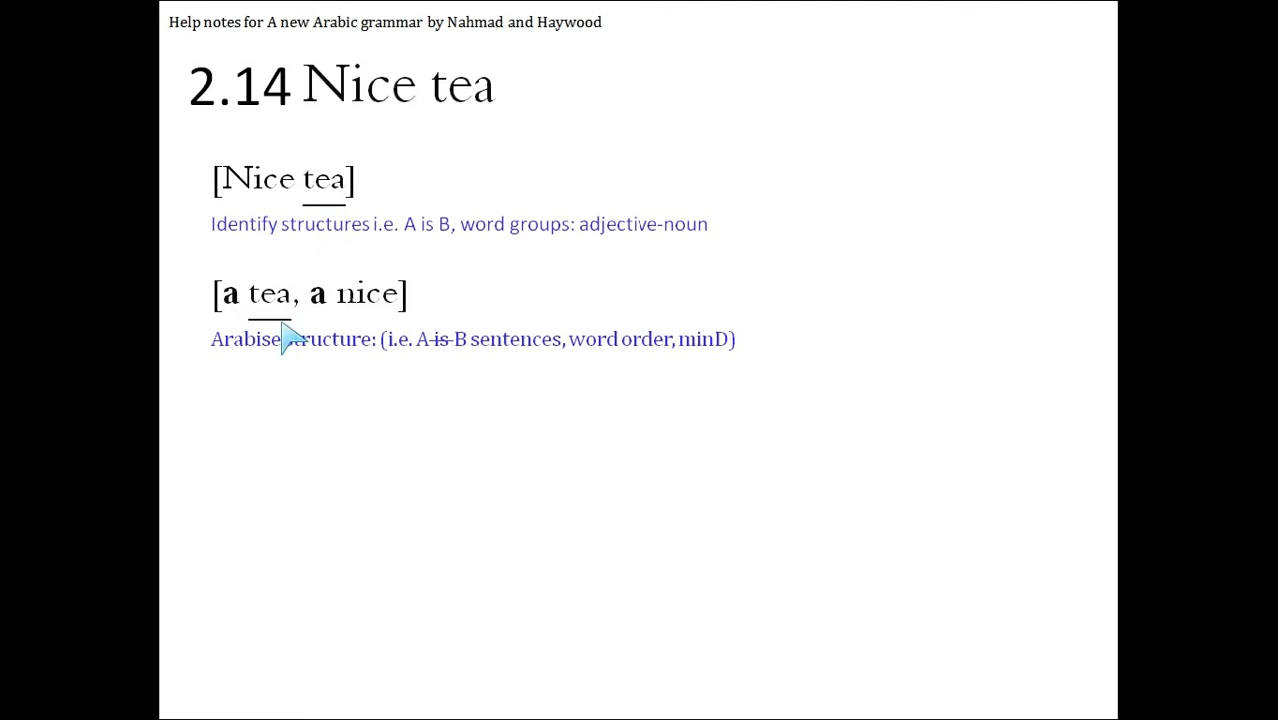 Help notes for A new Arabic grammar by Nahmad and Haywood
2.14 Nice tea
[Nice tea]
Identify structures i.e. A is B, word groups: adjective-noun
[a tea, a nice]
Arabise structure: (i.e. A is B sentences, word order, minD)